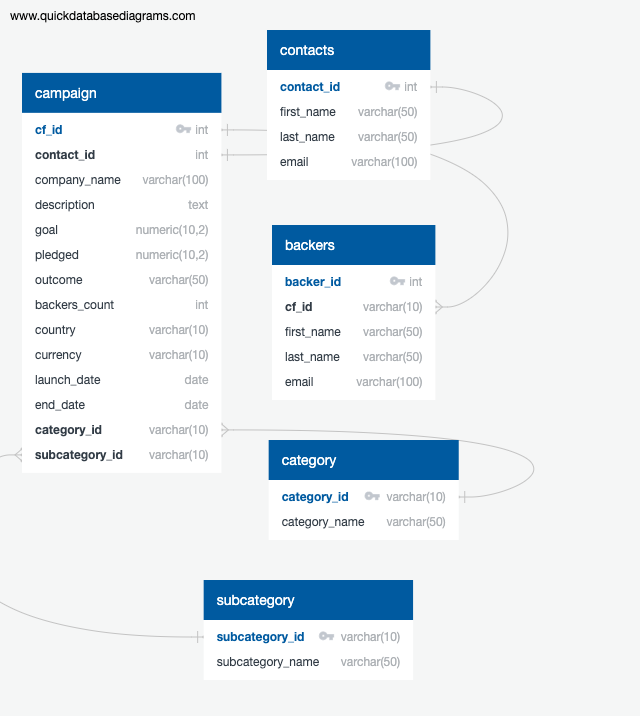 www.quickdatabasediagrams.com
contacts
contact_id int
first_name varchar(50)
last_name varchar(50)
email varchar(100)
campaign
cf_id int
contact_id int
company_name varchar(100)
description text
goal numeric(10,2)
pledged numeric(10,2)
outcome varchar(50)
backers_count int
country varchar(10)
currency varchar(10)
launch_date date
end_date date
category_id varchar(10)
subcategory_id varchar(10)
backers
backer_id int
cf_id varchar(10)
first_name varchar(50)
last_name varchar(50)
email varchar(100)
category
category_id varchar(10)
category_name varchar(50)
subcategory
subcategory_id varchar(10)
subcategory_name varchar(50)